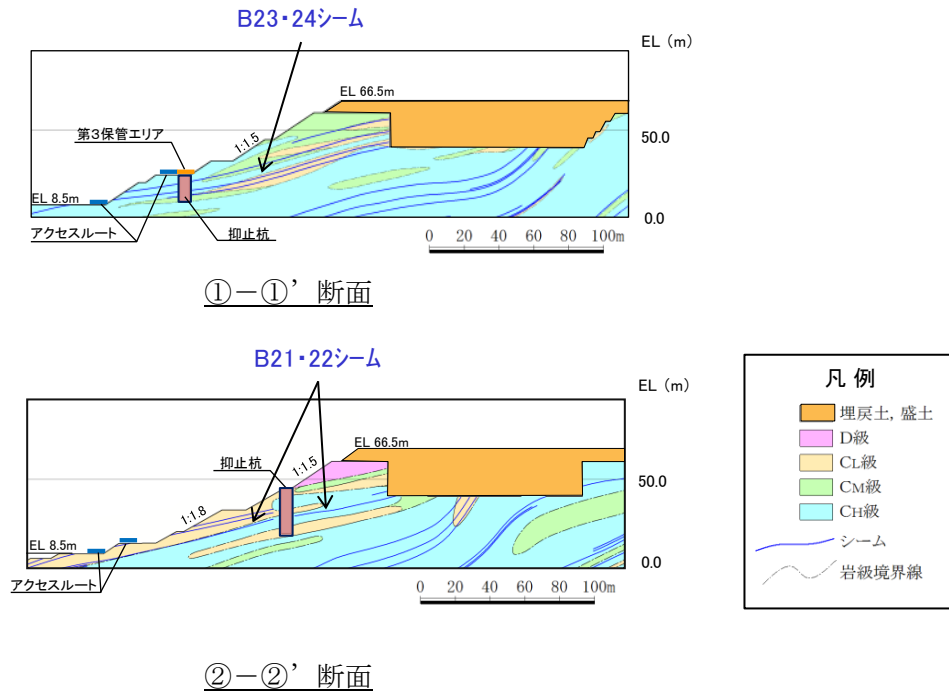 B23・24シーム
EL (m)
EL 66.5m
1:1.5
第3保管エリア
50.0
EL 8.5m
0.0
アクセスルート
抑止杭
0 20 40 60 80 100m
①－①’断面
B21・22シーム
EL (m)
EL 66.5m
抑止杭
1:1.5
50.0
1:1.8
EL 8.5m
0.0
アクセスルート
0 20 40 60 80 100m
②－②’断面
凡 例
埋戻土, 盛土
D級
CL級
CM級
CH級
シーム
岩級境界線